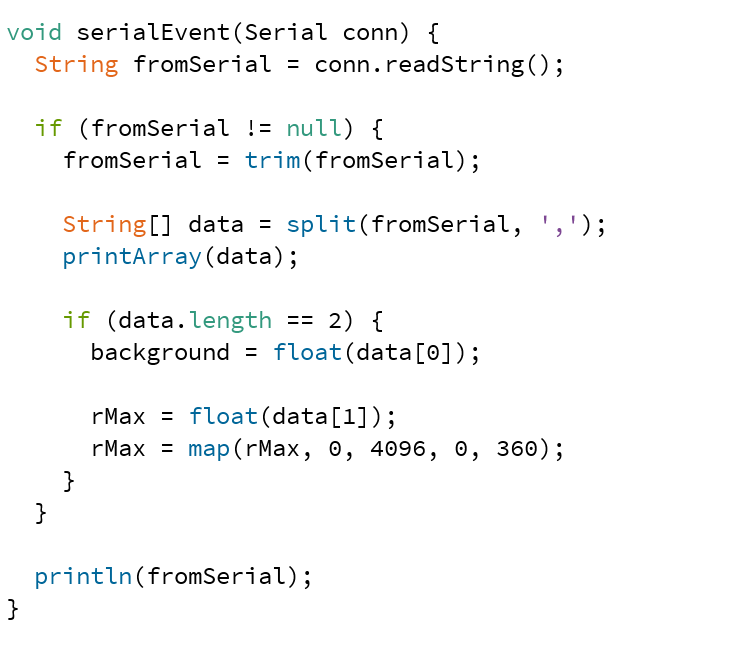 void serialEvent(Serial conn) {
  String fromSerial = conn.readString();

  if (fromSerial != null) {
    fromSerial = trim(fromSerial);

    String[] data = split(fromSerial, ',');
    printArray(data);

    if (data.length == 2) {
      background = float(data[0]);

      rMax = float(data[1]);
      rMax = map(rMax, 0, 4096, 0, 360);
    }
  }

  println(fromSerial);
}